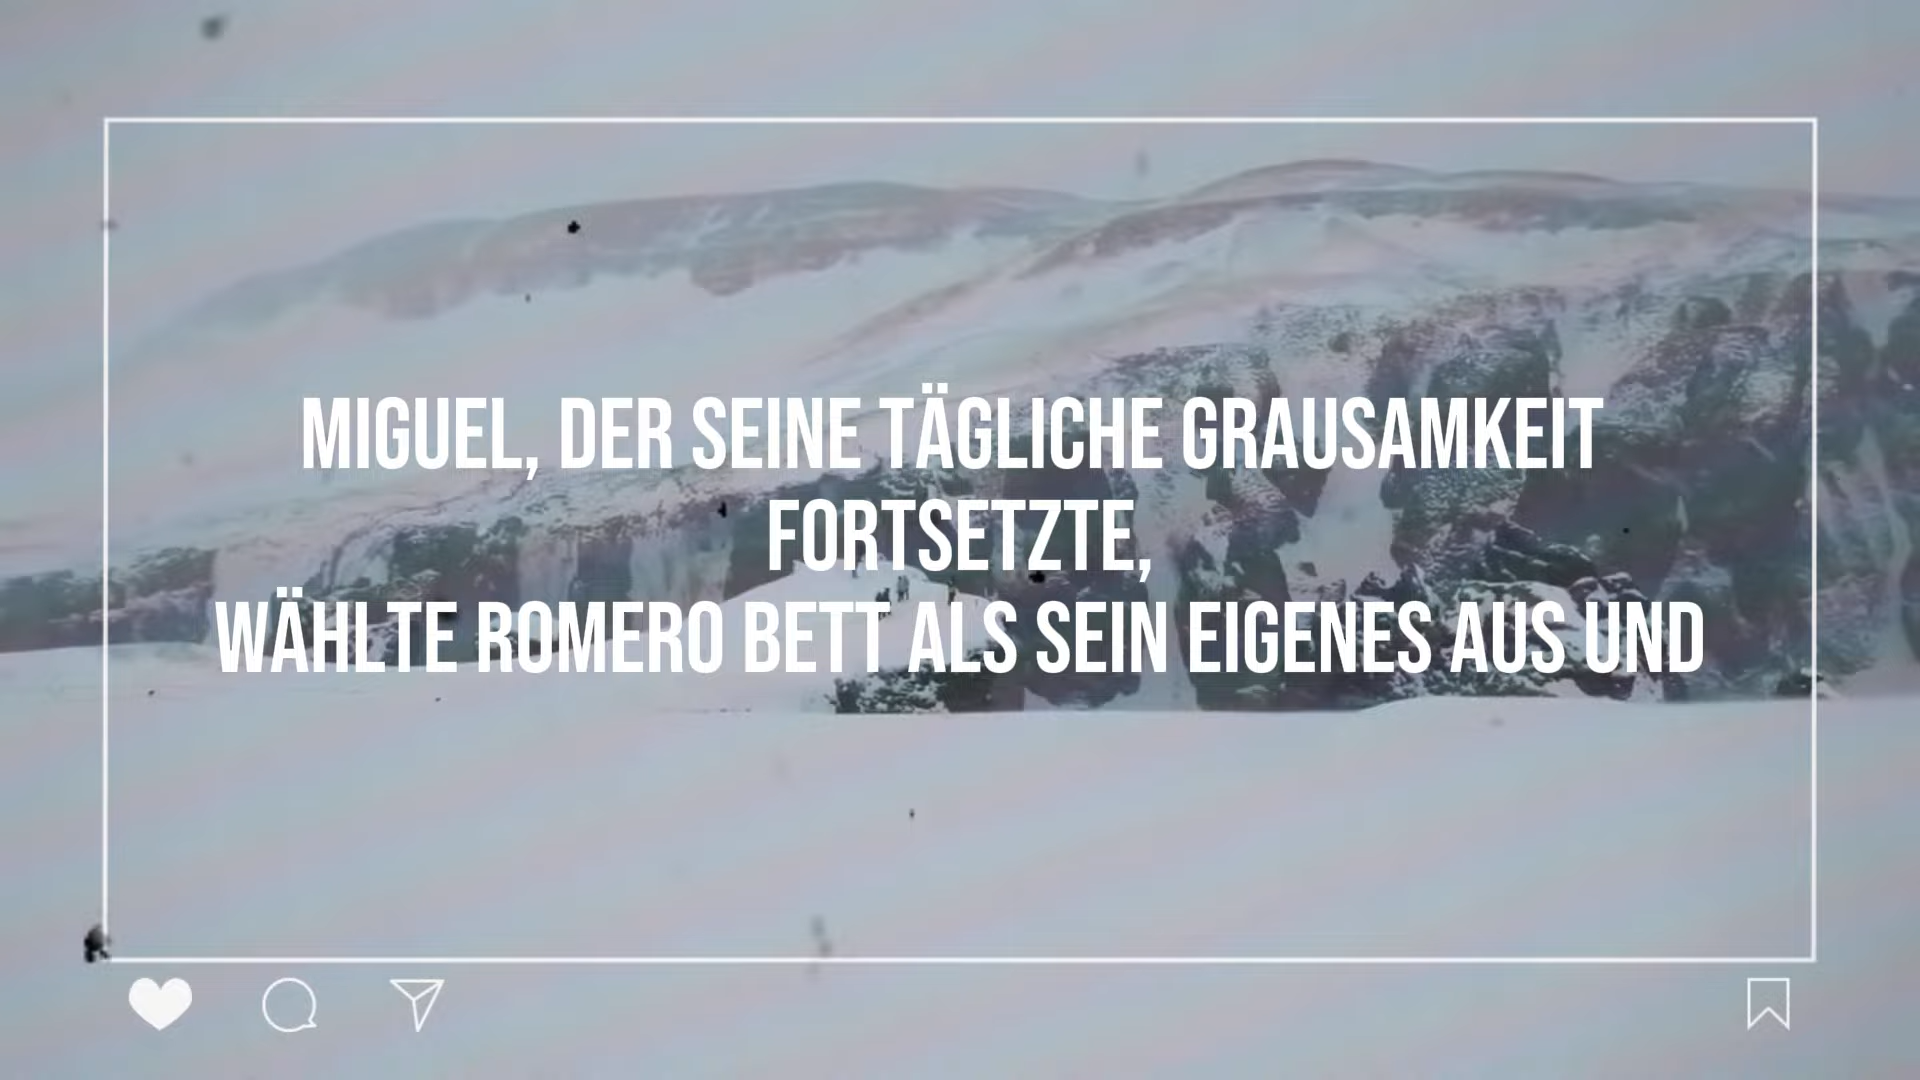 MIGUEL, DER SEINE TÄGLICHE GRAUSAMKEIT
FORTSETZTE,
WÄHLTE ROMERO BETT ALS SEIN EIGENES AUS UND